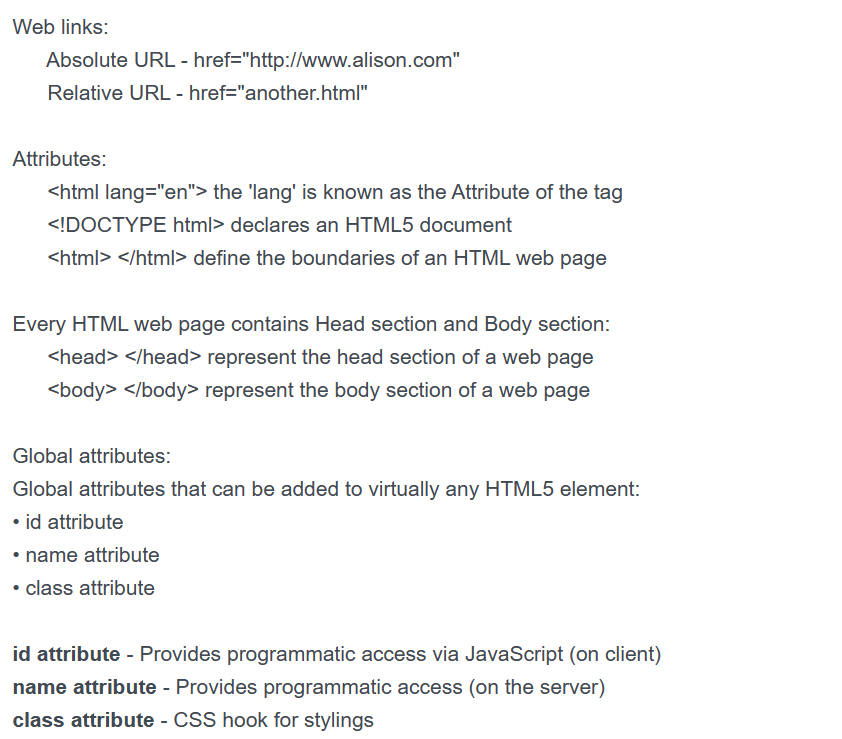 Web links:
Absolute URL - href="http://www.alison.com"
Relative URL - href="another.html"
Attributes:
<html lang="en"> the 'lang' is known as the Attribute of the tag
<!DOCTYPE html> declares an HTML5 document
<html> </html> define the boundaries of an HTML web page
Every HTML web page contains Head section and Body section:
<head> </head> represent the head section of a web page
<body> </body> represent the body section of a web page
Global attributes:
Global attributes that can be added to virtually any HTML5 element:
• id attribute
• name attribute
• class attribute
id attribute - Provides programmatic access via JavaScript (on client)
name attribute - Provides programmatic access (on the server)
class attribute - CSS hook for stylings